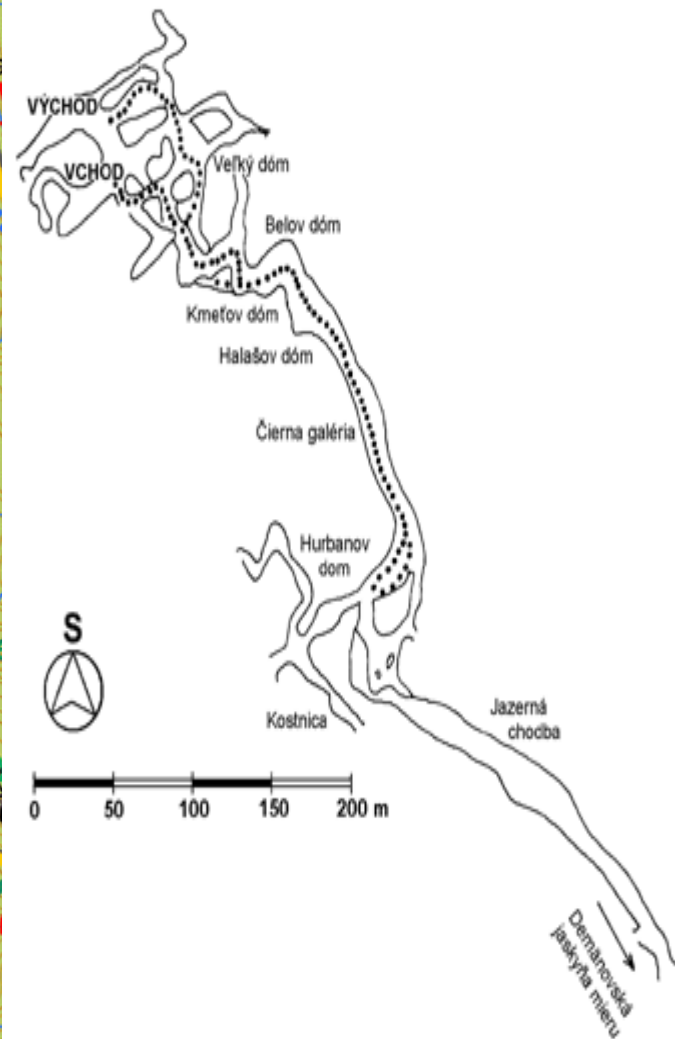 VÝCHOD
VCHOD
Veľký dóm
Belov dóm
Kmeťov dóm
Halašov dóm
Čierna galéria
Hurbanov
dom
S
Kostnica
Jazerná
chodba
0 50 100 150 200 m
Demänovská
jaskyňa mieru